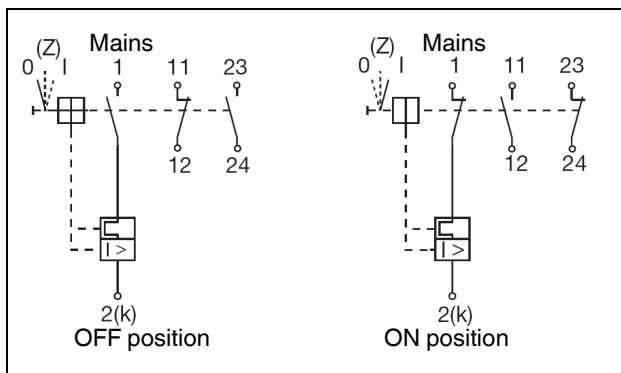 Mains
(Z)
0 I 1 11 23
12 24
I >
2(k)
OFF position
Mains
(Z)
0 I 1 11 23
12 24
I >
2(k)
ON position